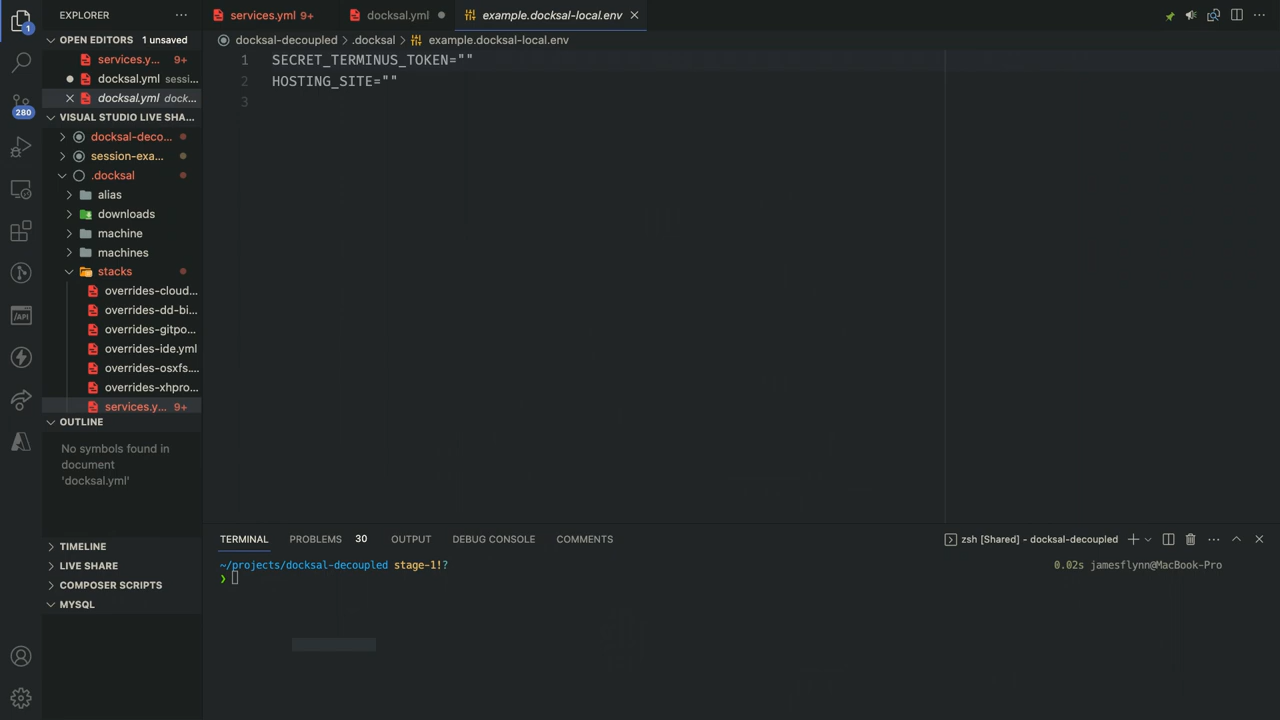 EXPLORER
services.yml 9+
docksal.yml
example.docksal-local.env
OPEN EDITORS 1 unsaved
docksal-decoupled > .docksal > example.docksal-local.env
services.y... 9+
docksal.yml sessi...
docksal.yml dock...
VISUAL STUDIO LIVE SHA...
docksal-deco...
session-exa...
.docksal
alias
downloads
machine
machines
stacks
overrides-cloud...
overrides-dd-bi...
overrides-gitpo...
overrides-ide.yml
overrides-osxfs....
overrides-xhpro...
services.y... 9+
OUTLINE
No symbols found in
document
'docksal.yml'
TIMELINE
LIVE SHARE
COMPOSER SCRIPTS
MYSQL
1
280
/API
1 SECRET_TERMINUS_TOKEN=""
2 HOSTING_SITE=""
3
TERMINAL PROBLEMS 30 OUTPUT DEBUG CONSOLE COMMENTS
zsh [Shared] - docksal-decoupled
~/projects/docksal-decoupled stage-1!? 0.02s jamesflynn@MacBook-Pro
❯